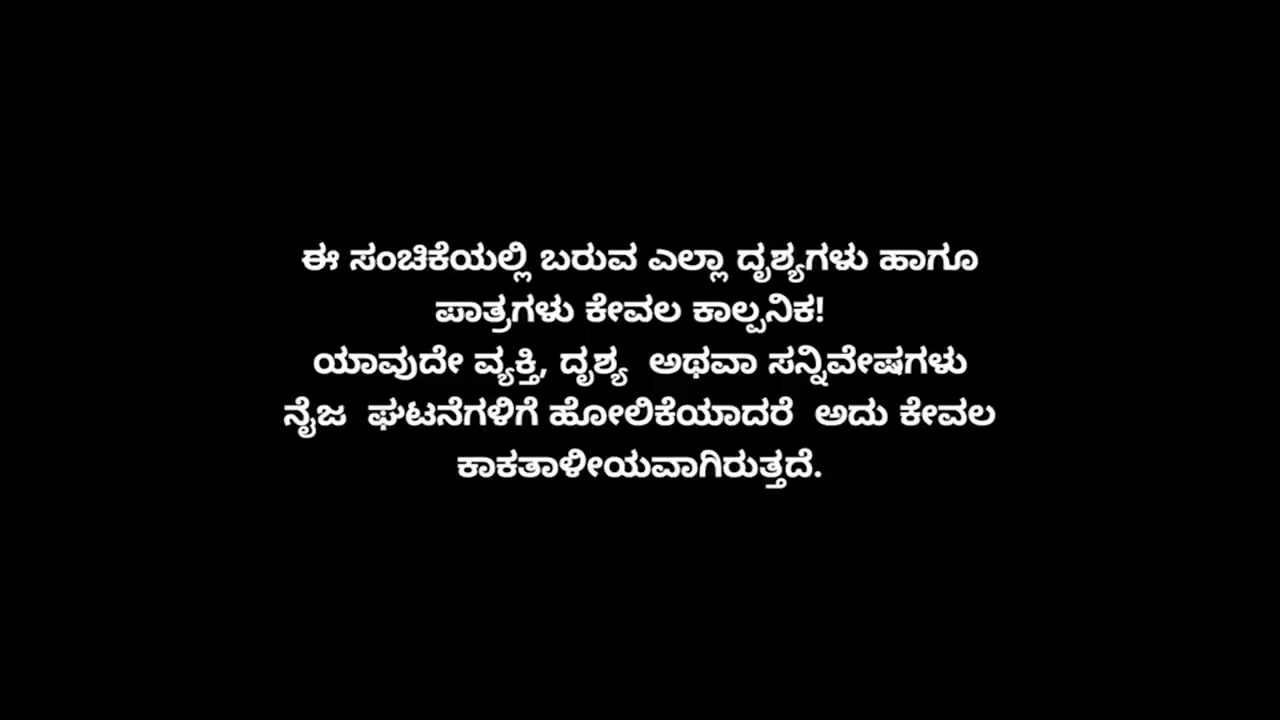 ಈ ಸಂಚಿಕೆಯಲ್ಲಿ ಬರುವ ಎಲ್ಲಾ ದೃಶ್ಯಗಳು ಹಾಗೂ
ಪಾತ್ರಗಳು ಕೇವಲ ಕಾಲ್ಪನಿಕ!
ಯಾವುದೇ ವ್ಯಕ್ತಿ, ದೃಶ್ಯ ಅಥವಾ ಸನ್ನಿವೇಷಗಳು
ನೈಜ ಘಟನೆಗಳಿಗೆ ಹೋಲಿಕೆಯಾದರೆ ಅದು ಕೇವಲ
ಕಾಕತಾಳೀಯವಾಗಿರುತ್ತದೆ.